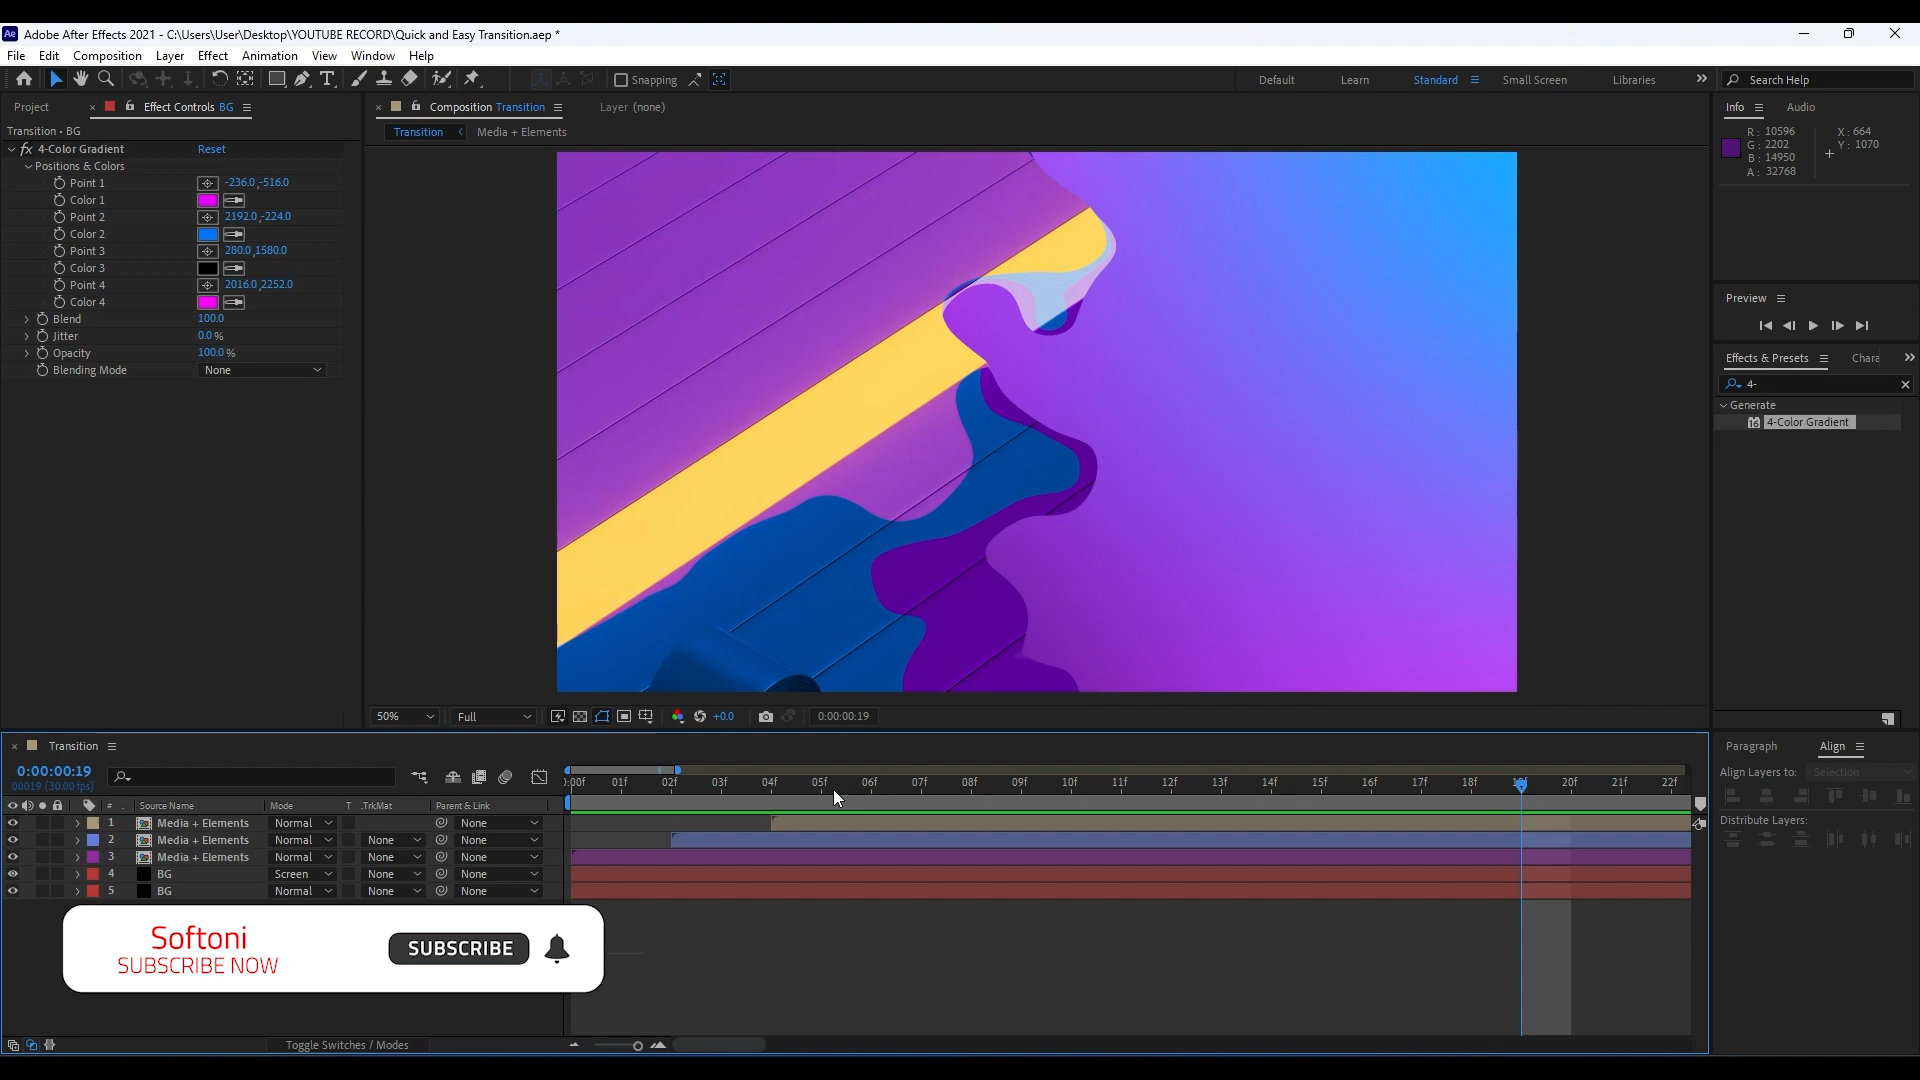 Ae Adobe After Effects 2021 - C:\Users\User\Desktop\YOUTUBE RECORD\Quick and Easy Transition.aep *
File Edit Composition Layer Effect Animation View Window Help
Snapping Default Learn Standard Small Screen Libraries Search Help
Project Effect Controls BG
Transition • BG
fx 4-Color Gradient Reset
Positions & Colors
Point 1 -236.0,-516.0
Color 1
Point 2 2192.0,-224.0
Color 2
Point 3 280.0,1580.0
Color 3
Point 4 2016.0,2252.0
Color 4
Blend 100.0
Jitter 0.0 %
Opacity 100.0 %
Blending Mode None
Composition Transition Layer (none)
Transition Media + Elements
50% Full +0.0 0:00:00:19
Info Audio
R: 10596 X: 664
G: 2202 Y: 1070
B: 14950
A: 32768
Preview
Effects & Presets Chara
4-
Generate
16 4-Color Gradient
Transition
0:00:00:19
00019 (30.00 fps)
:00f 01f 02f 03f 04f 05f 06f 07f 08f 09f 10f 11f 12f 13f 14f 15f 16f 17f 18f 19f 20f 21f 22f
# Source Name Mode T .TrkMat Parent & Link
1 Media + Elements Normal None
2 Media + Elements Normal None None
3 Media + Elements Normal None None
4 BG Screen None None
5 BG Normal None None
Softoni
SUBSCRIBE NOW
SUBSCRIBE
Toggle Switches / Modes
Paragraph Align
Align Layers to: Selection
Distribute Layers: